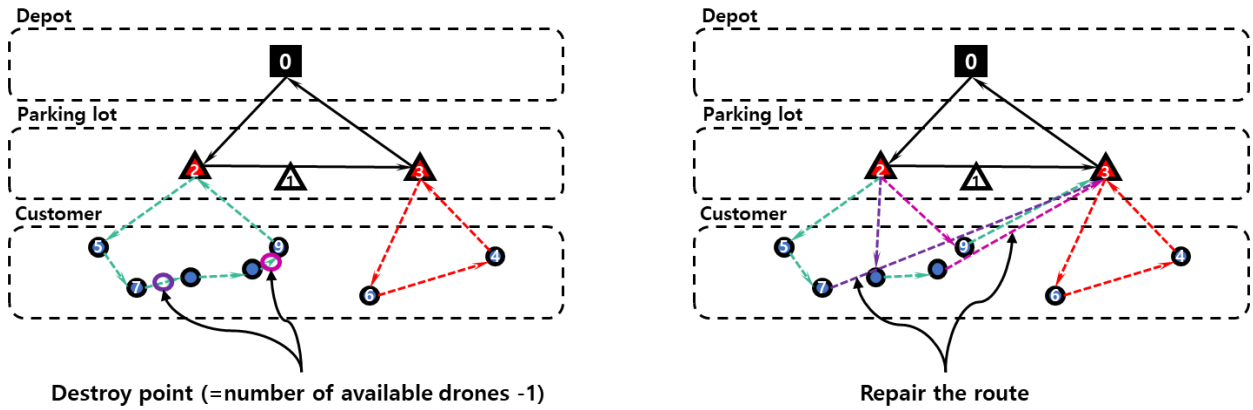 Depot
0
Parking lot
2
1
3
Customer
5
9
4
7
6
Destroy point (=number of available drones -1)
Depot
0
Parking lot
2
1
3
Customer
5
9
4
7
6
Repair the route